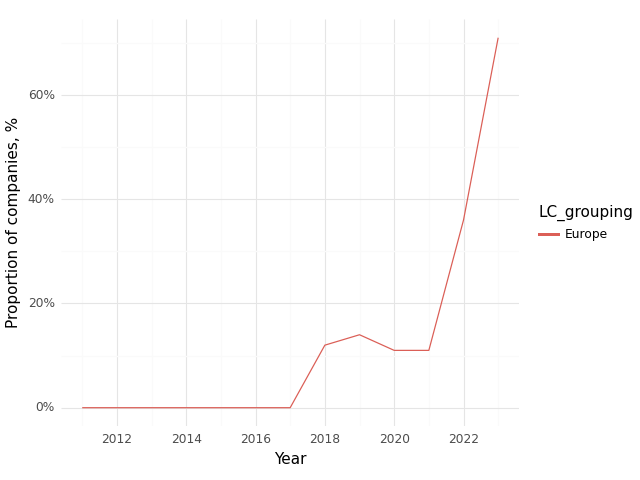 Proportion of companies, %
60%
40%
20%
0%
2012 2014 2016 2018 2020 2022
Year
LC_grouping
Europe